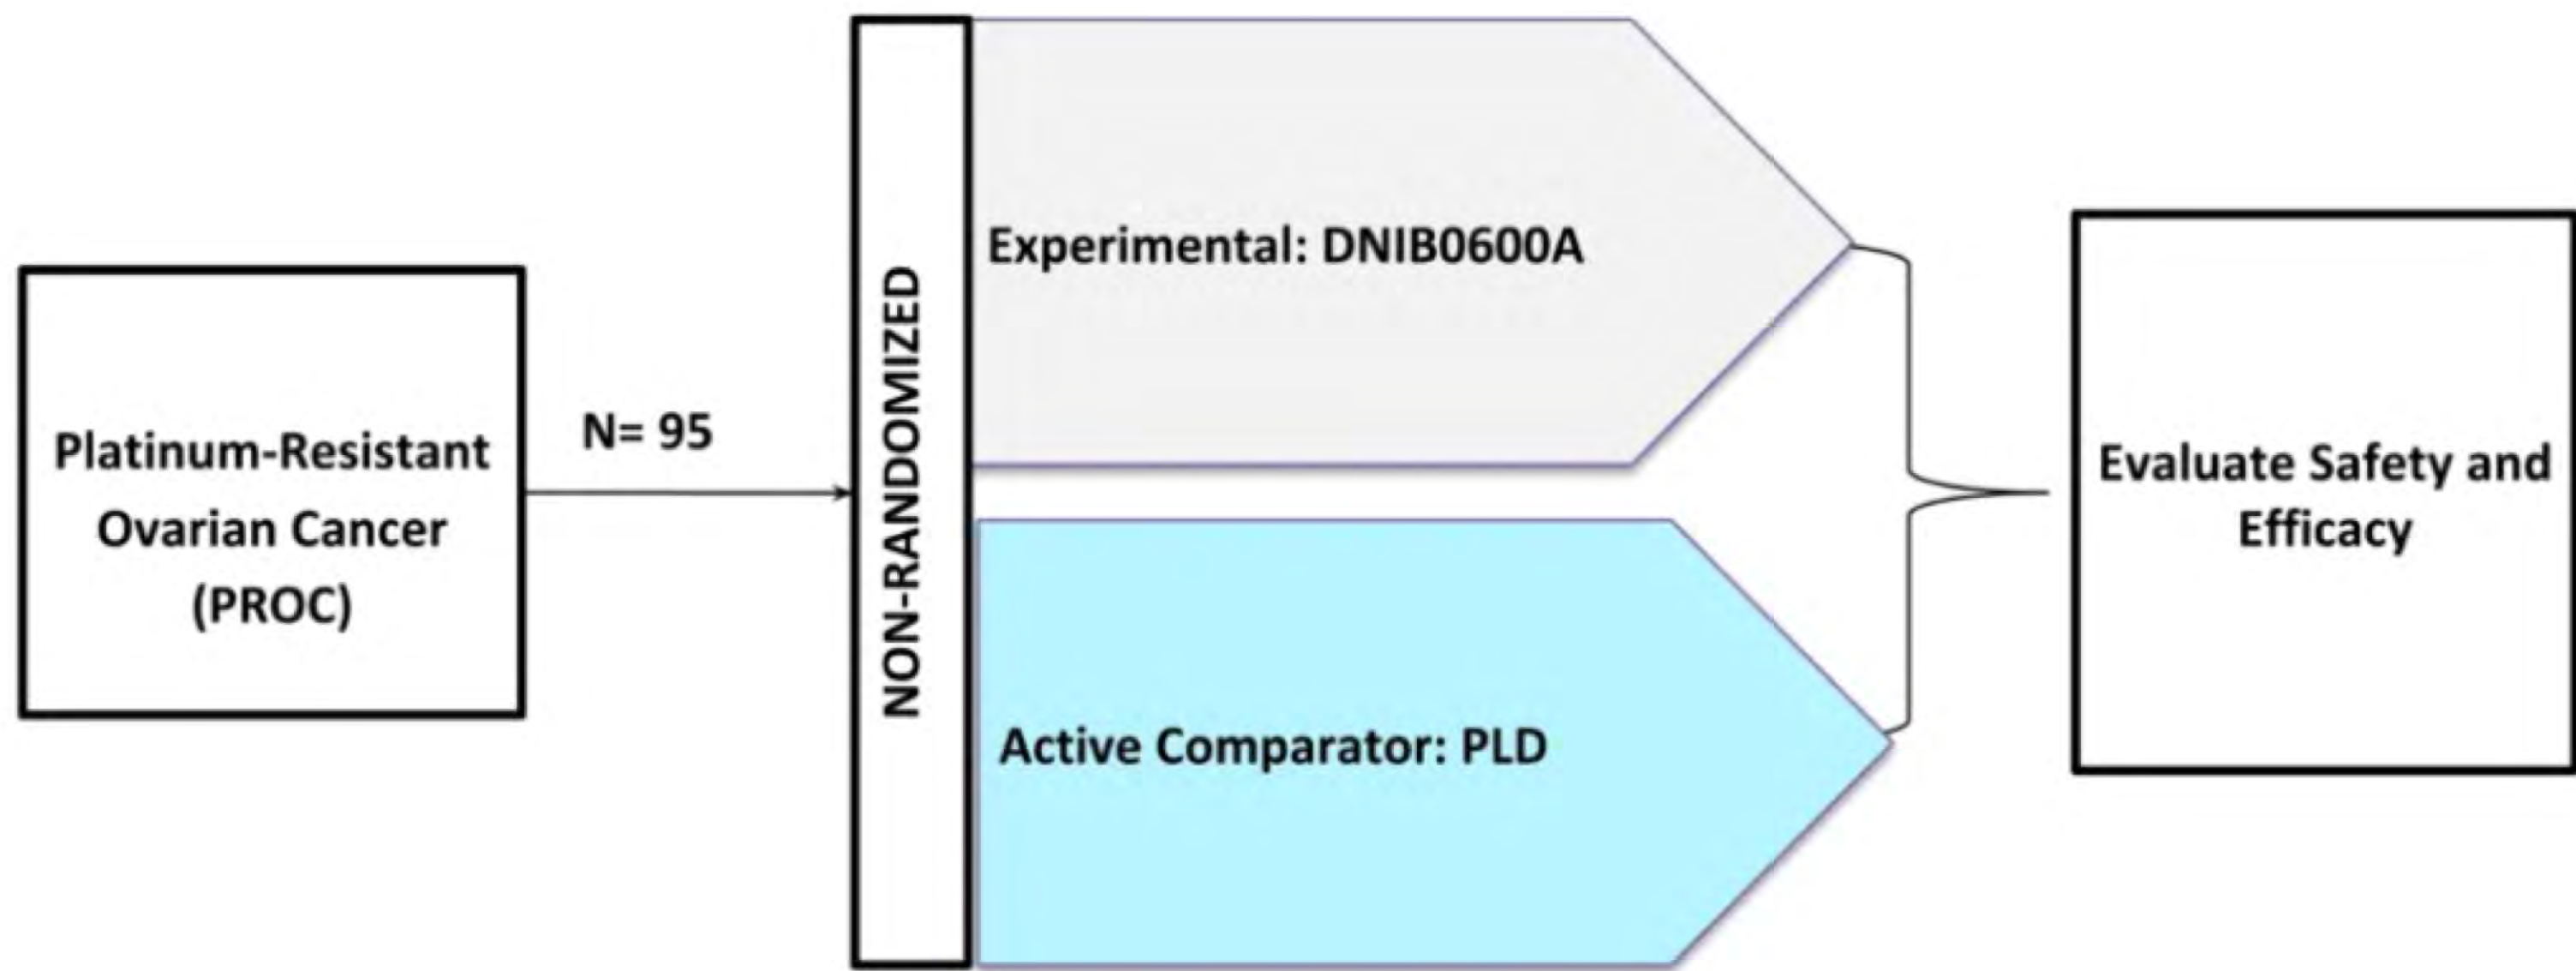 Platinum-Resistant
Ovarian Cancer
(PROC)
N= 95
NON-RANDOMIZED
Experimental: DNIB0600A
Active Comparator: PLD
Evaluate Safety and
Efficacy